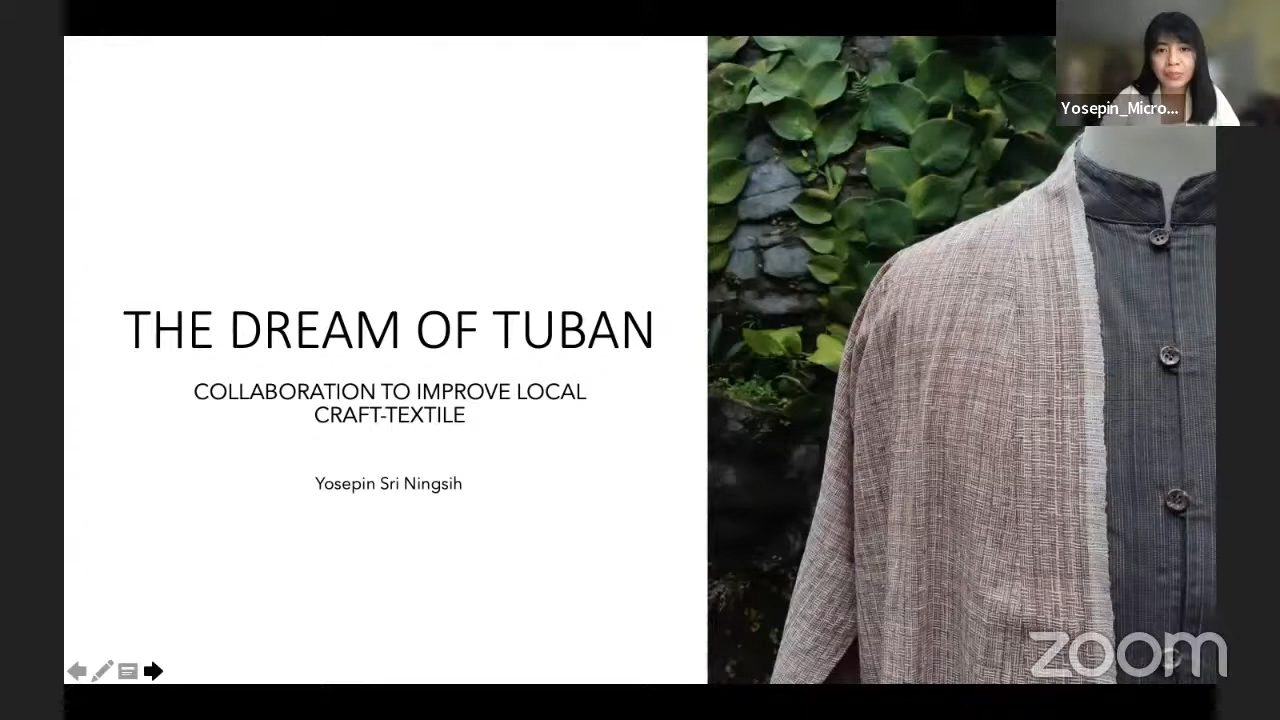 Yosepin_Micro...
THE DREAM OF TUBAN
COLLABORATION TO IMPROVE LOCAL
CRAFT-TEXTILE
Yosepin Sri Ningsih
zoom